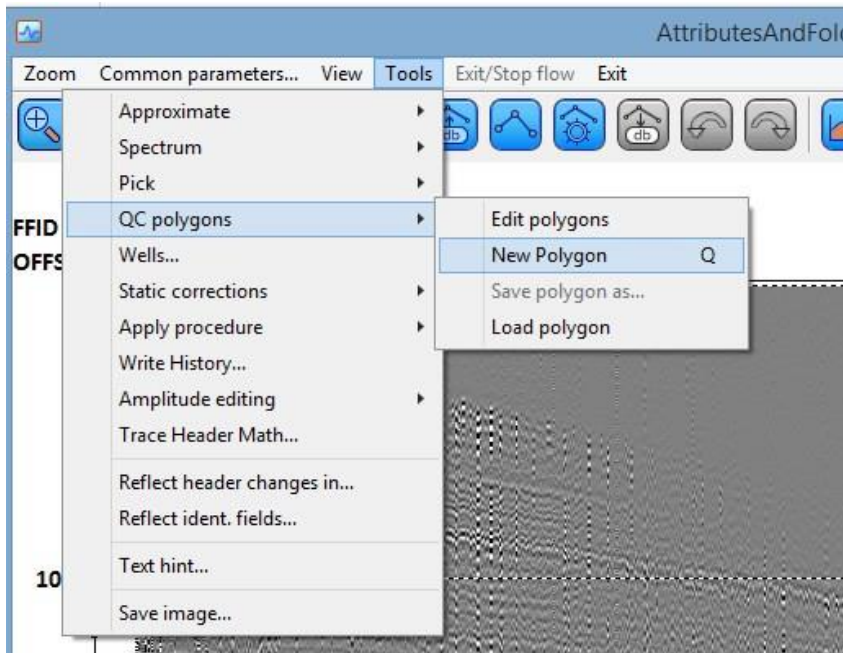 AttributesAndFol
Zoom Common parameters... View Tools Exit/Stop flow Exit
db
db
Approximate
Spectrum
Pick
QC polygons
Wells...
Static corrections
Apply procedure
Write History...
Amplitude editing
Trace Header Math...
Reflect header changes in...
Reflect ident. fields...
Text hint...
Save image...
Edit polygons
New Polygon Q
Save polygon as...
Load polygon
FFID
OFFS
10